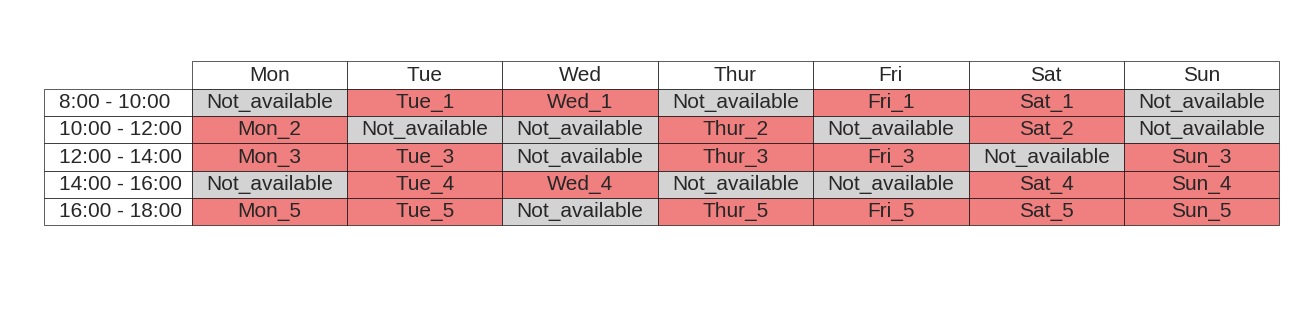 Mon Tue Wed Thur Fri Sat Sun
8:00 - 10:00 Not_available Tue_1 Wed_1 Not_available Fri_1 Sat_1 Not_available
10:00 - 12:00 Mon_2 Not_available Not_available Thur_2 Not_available Sat_2 Not_available
12:00 - 14:00 Mon_3 Tue_3 Not_available Thur_3 Fri_3 Not_available Sun_3
14:00 - 16:00 Not_available Tue_4 Wed_4 Not_available Not_available Sat_4 Sun_4
16:00 - 18:00 Mon_5 Tue_5 Not_available Thur_5 Fri_5 Sat_5 Sun_5